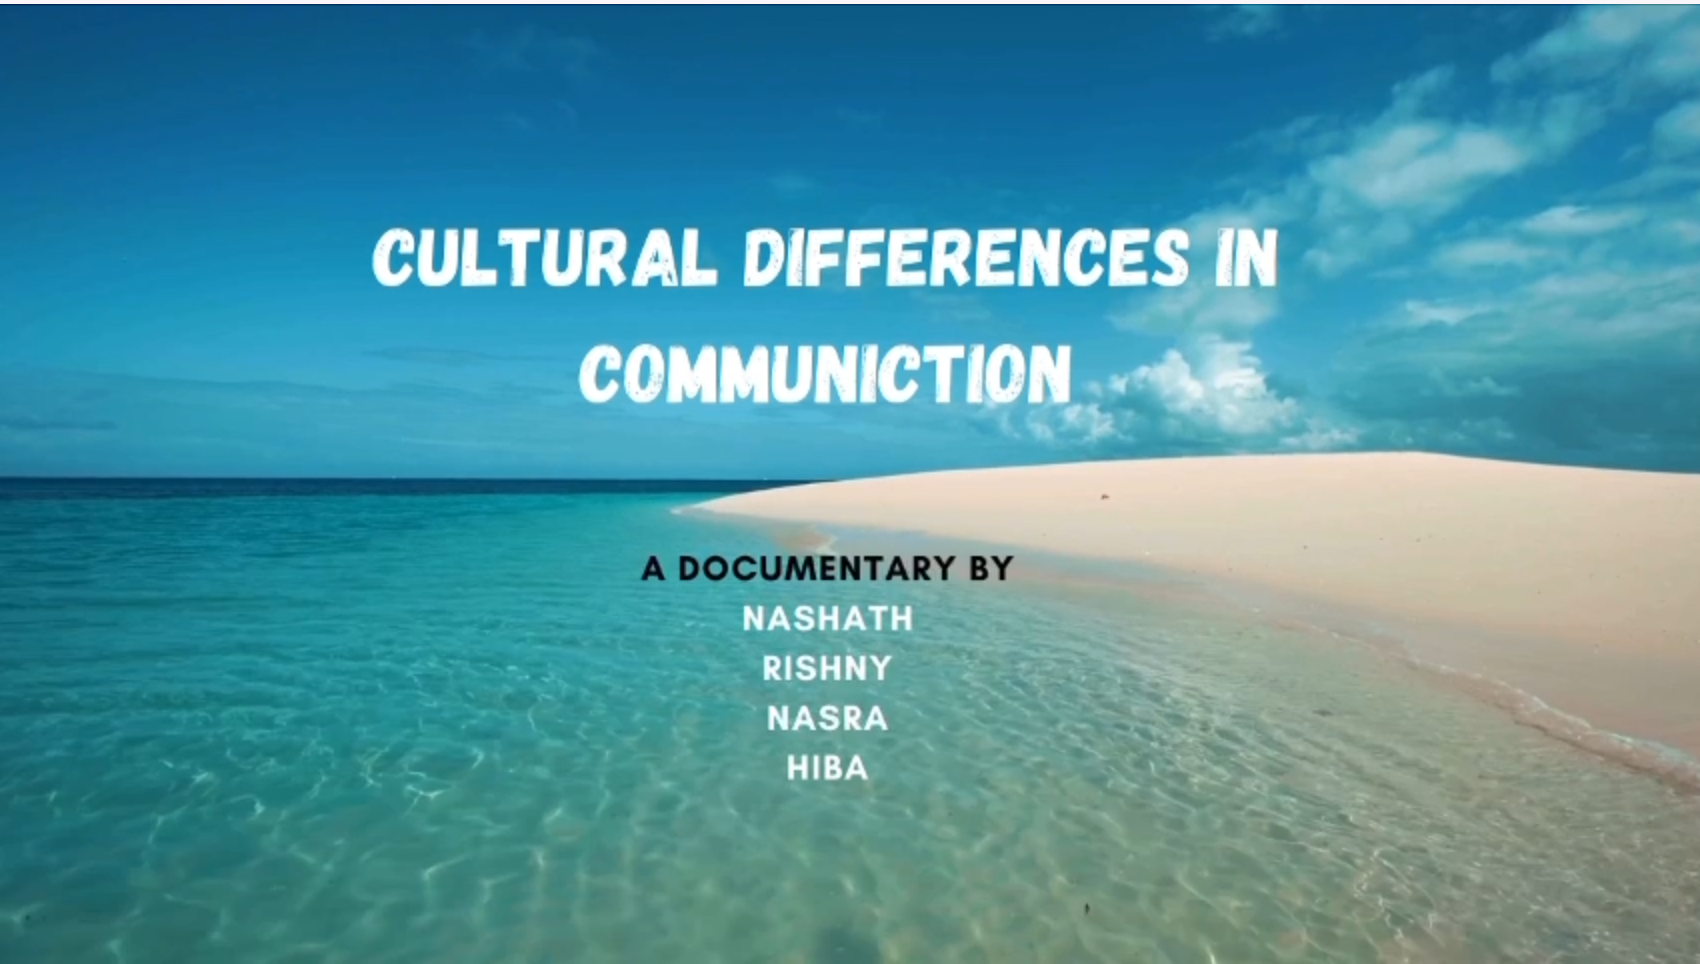 CULTURAL DIFFERENCES IN
COMMUNICTION
A DOCUMENTARY BY
NASHATH
RISHNY
NASRA
HIBA